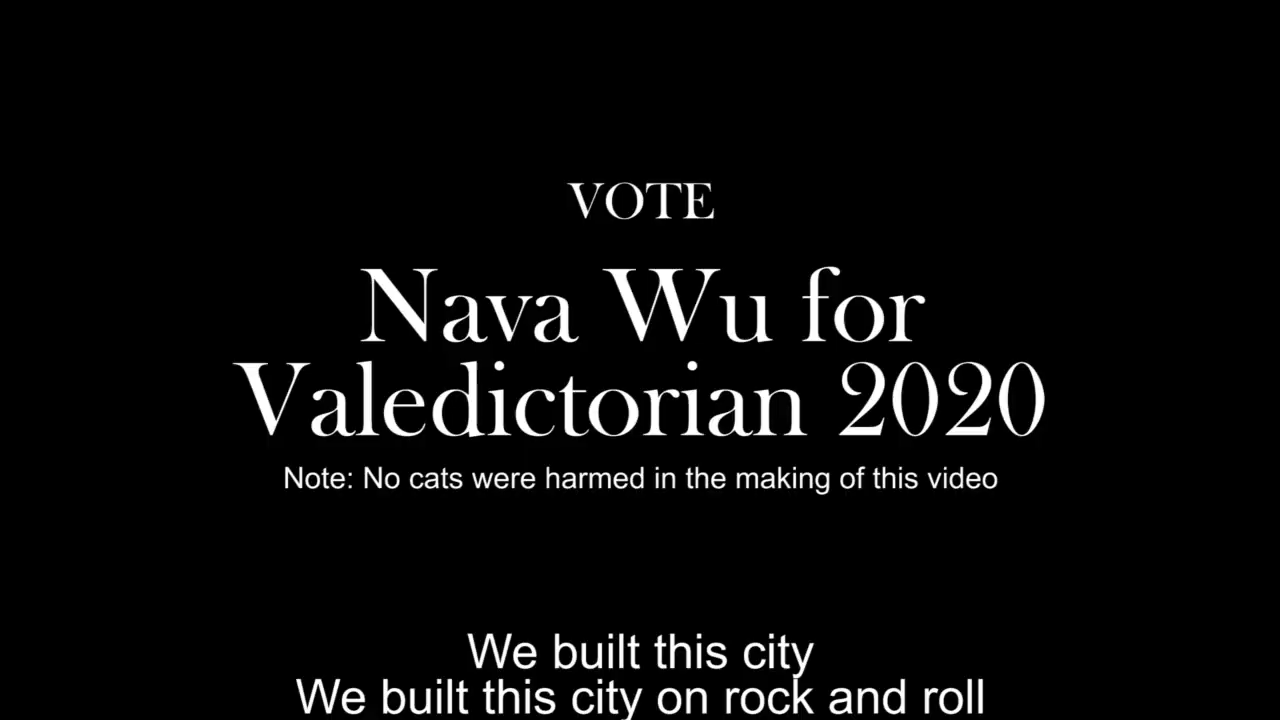 VOTE
Nava Wu for
Valedictorian 2020
Note: No cats were harmed in the making of this video
We built this city
We built this city on rock and roll